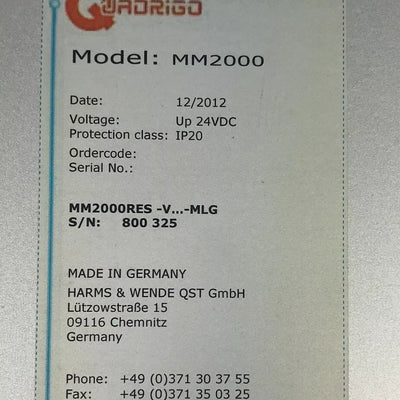 QUADRIGO
Model: MM2000
Date: 12/2012
Voltage: Up 24VDC
Protection class: IP20
Ordercode:
Serial No.:
MM2000RES -V...-MLG
S/N: 800 325
MADE IN GERMANY
HARMS & WENDE QST GmbH
Lützowstraße 15
09116 Chemnitz
Germany
Phone: +49 (0)371 30 37 55
Fax: +49 (0)371 35 03 25